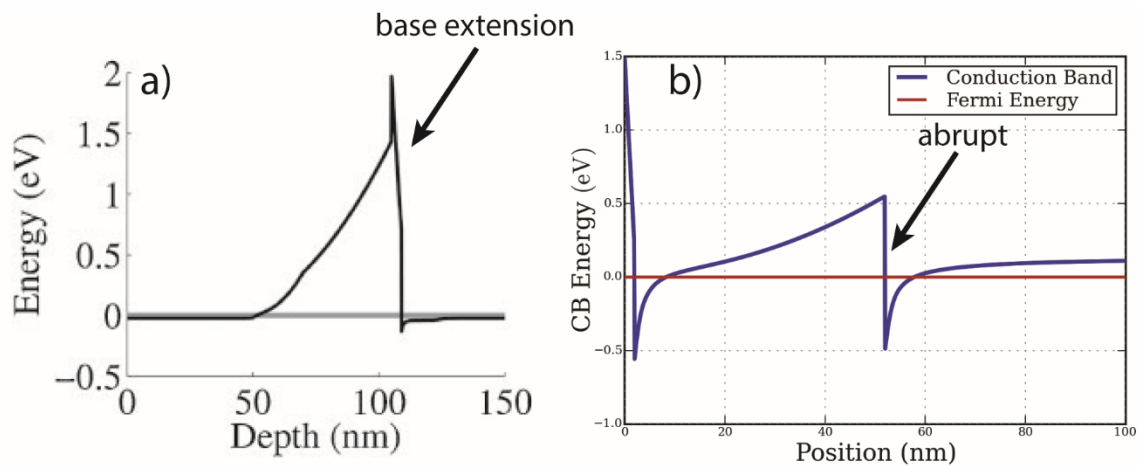 base extension
a)
2
1.5
1
0.5
0
−0.5
Energy (eV)
0
50
100
150
Depth (nm)
b)
Conduction Band
Fermi Energy
abrupt
1.5
1.0
0.5
0.0
−0.5
−1.0
CB Energy (eV)
0
20
40
60
80
100
Position (nm)